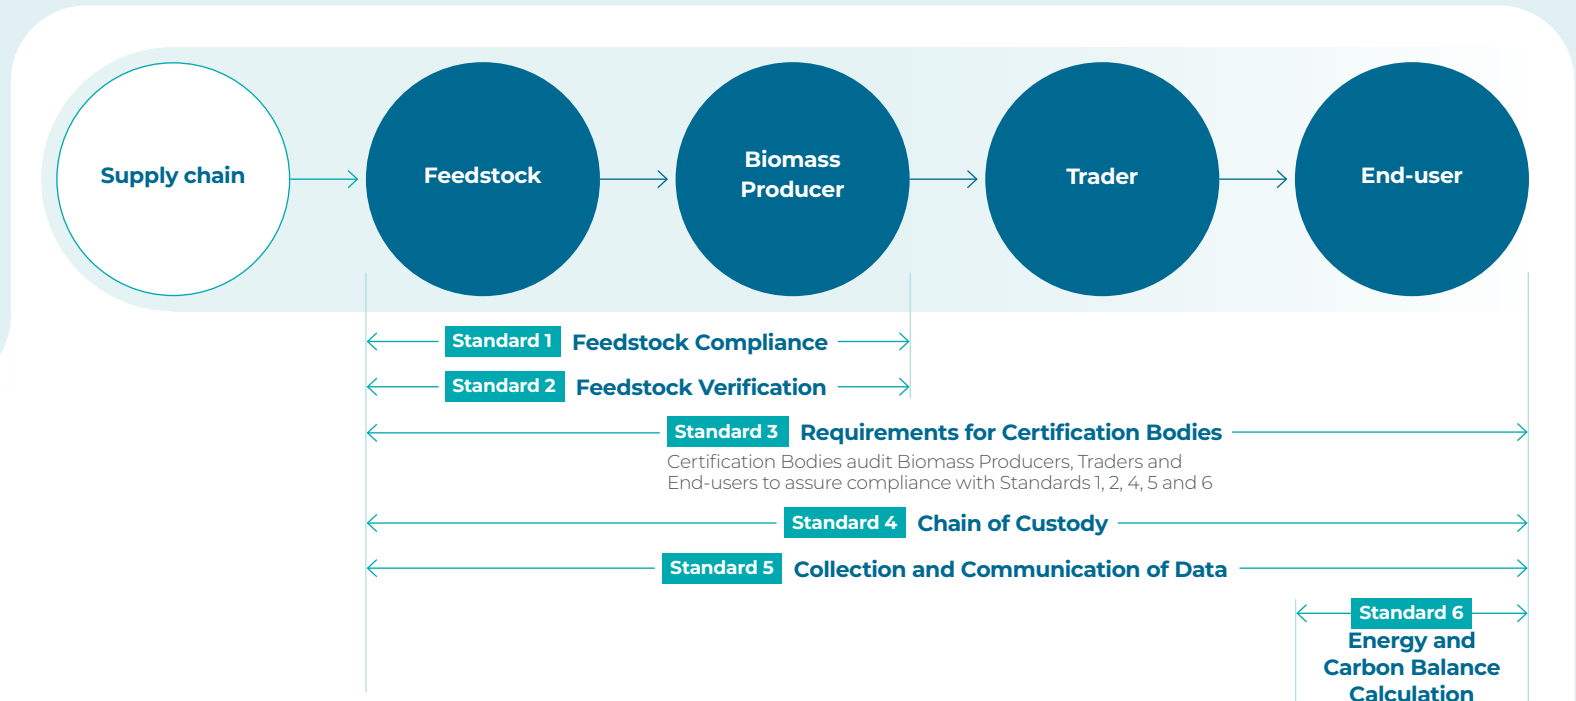 Supply chain
Feedstock
Biomass
Producer
Trader
End-user
Standard 1 Feedstock Compliance
Standard 2 Feedstock Verification
Standard 3 Requirements for Certification Bodies
Certification Bodies audit Biomass Producers, Traders and
End-users to assure compliance with Standards 1, 2, 4, 5 and 6
Standard 4 Chain of Custody
Standard 5 Collection and Communication of Data
Standard 6
Energy and
Carbon Balance
Calculation